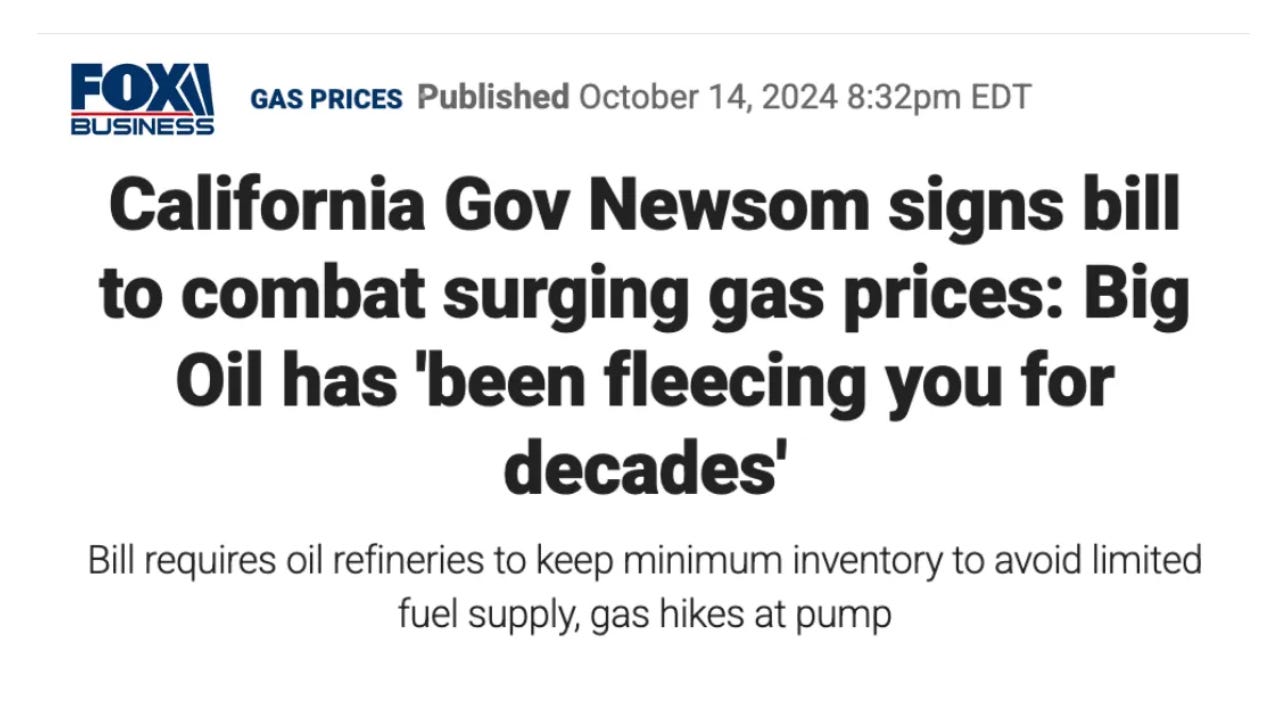 FOX BUSINESS
GAS PRICES Published October 14, 2024 8:32pm EDT
California Gov Newsom signs bill
to combat surging gas prices: Big
Oil has 'been fleecing you for
decades'
Bill requires oil refineries to keep minimum inventory to avoid limited
fuel supply, gas hikes at pump